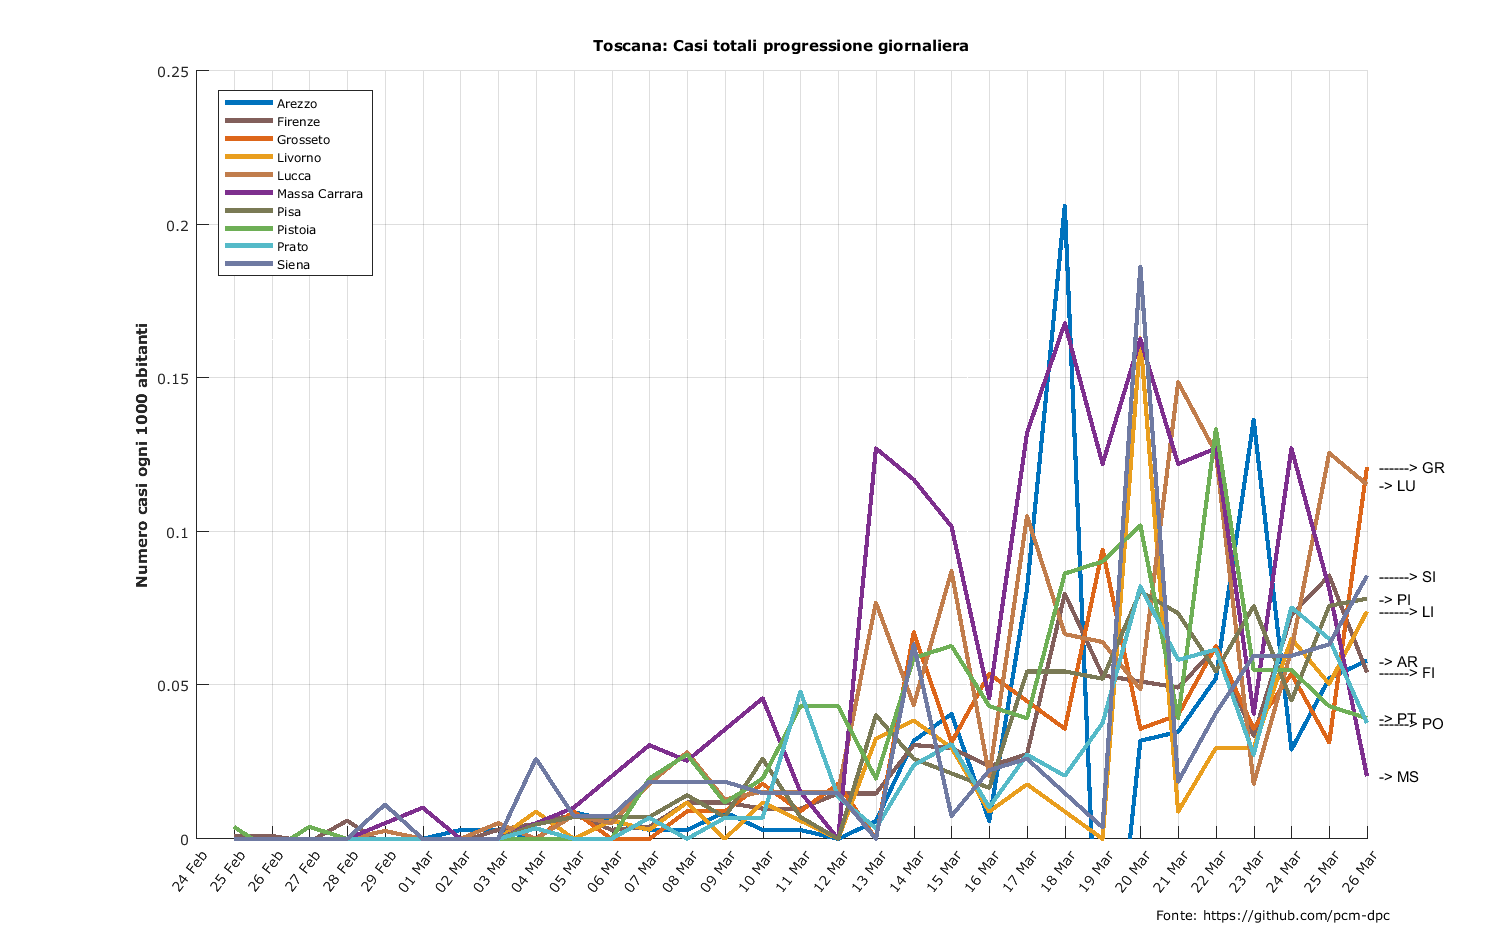 Toscana: Casi totali progressione giornaliera
Numero casi ogni 1000 abitanti
0.25
0.2
0.15
0.1
0.05
0
Arezzo
Firenze
Grosseto
Livorno
Lucca
Massa Carrara
Pisa
Pistoia
Prato
Siena
------> GR
-> LU
------> SI
-> PI
------> LI
-> AR
------> FI
-> PT
------> PO
-> MS
24 Feb
25 Feb
26 Feb
27 Feb
28 Feb
29 Feb
01 Mar
02 Mar
03 Mar
04 Mar
05 Mar
06 Mar
07 Mar
08 Mar
09 Mar
10 Mar
11 Mar
12 Mar
13 Mar
14 Mar
15 Mar
16 Mar
17 Mar
18 Mar
19 Mar
20 Mar
21 Mar
22 Mar
23 Mar
24 Mar
25 Mar
26 Mar
Fonte: https://github.com/pcm-dpc